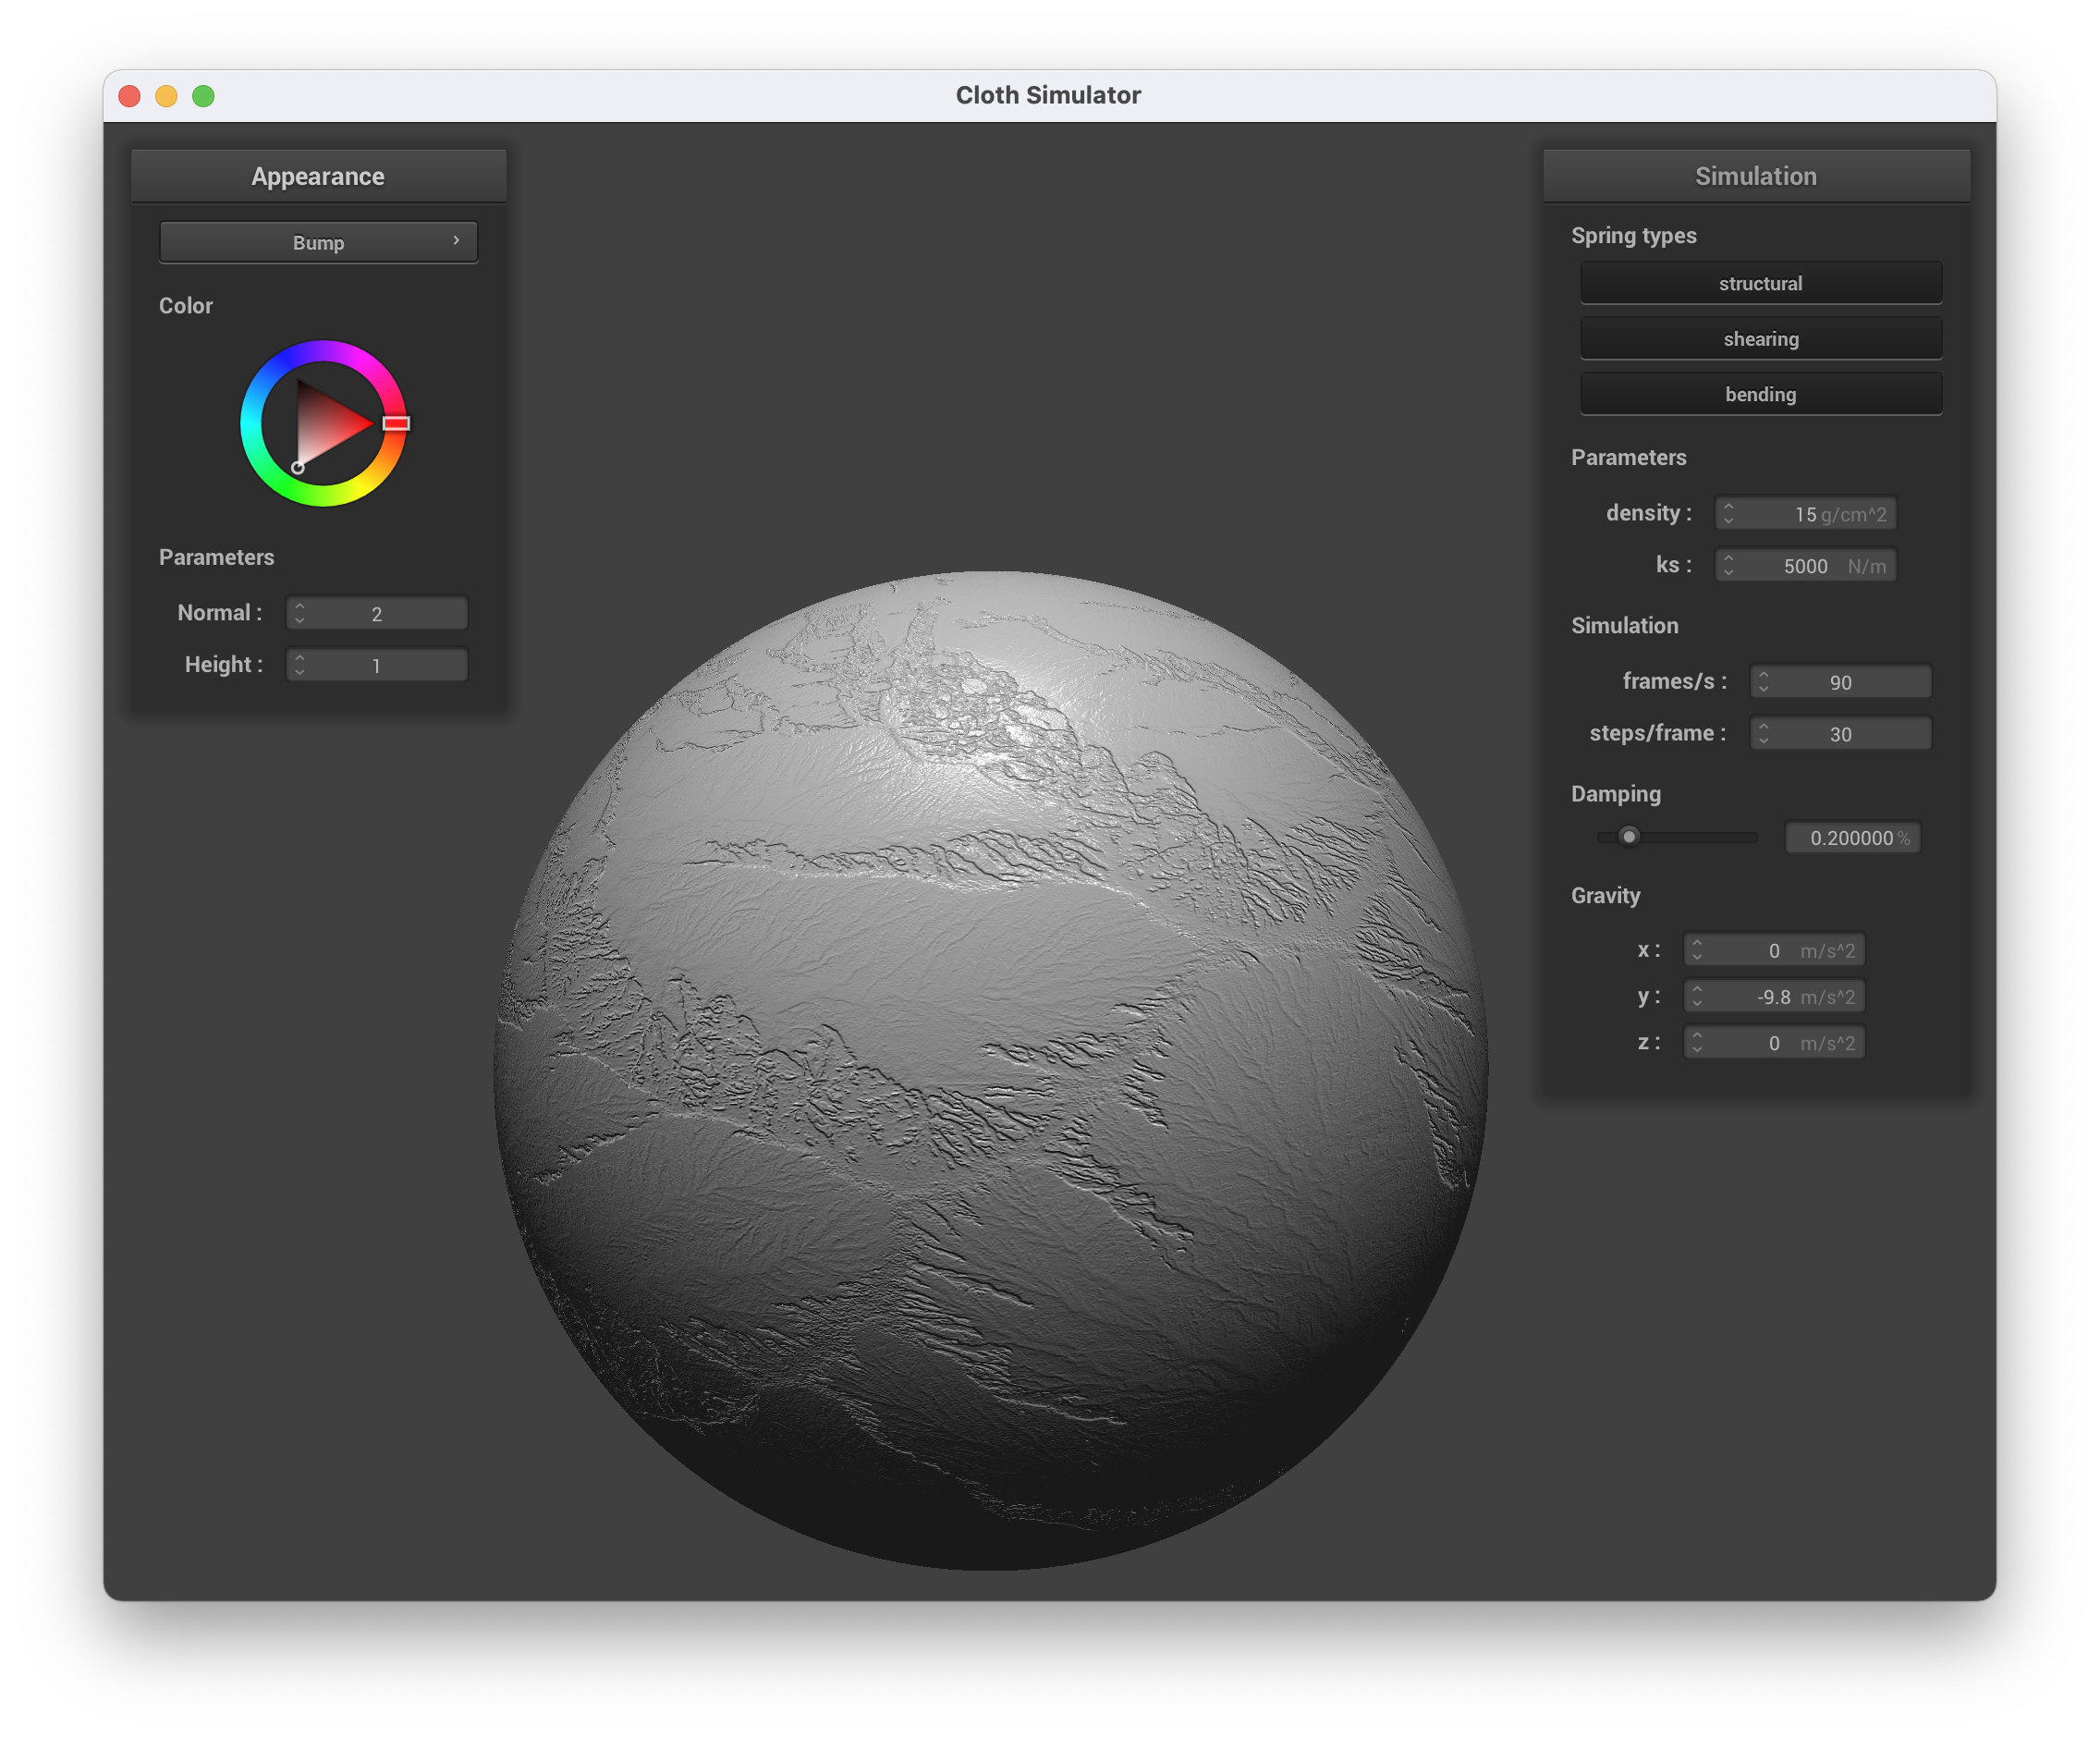 Cloth Simulator
Appearance
Bump
Color
Parameters
Normal : 2
Height : 1
Simulation
Spring types
structural
shearing
bending
Parameters
density : 15 g/cm^2
ks : 5000 N/m
Simulation
frames/s : 90
steps/frame : 30
Damping
0.200000 %
Gravity
x : 0 m/s^2
y : -9.8 m/s^2
z : 0 m/s^2